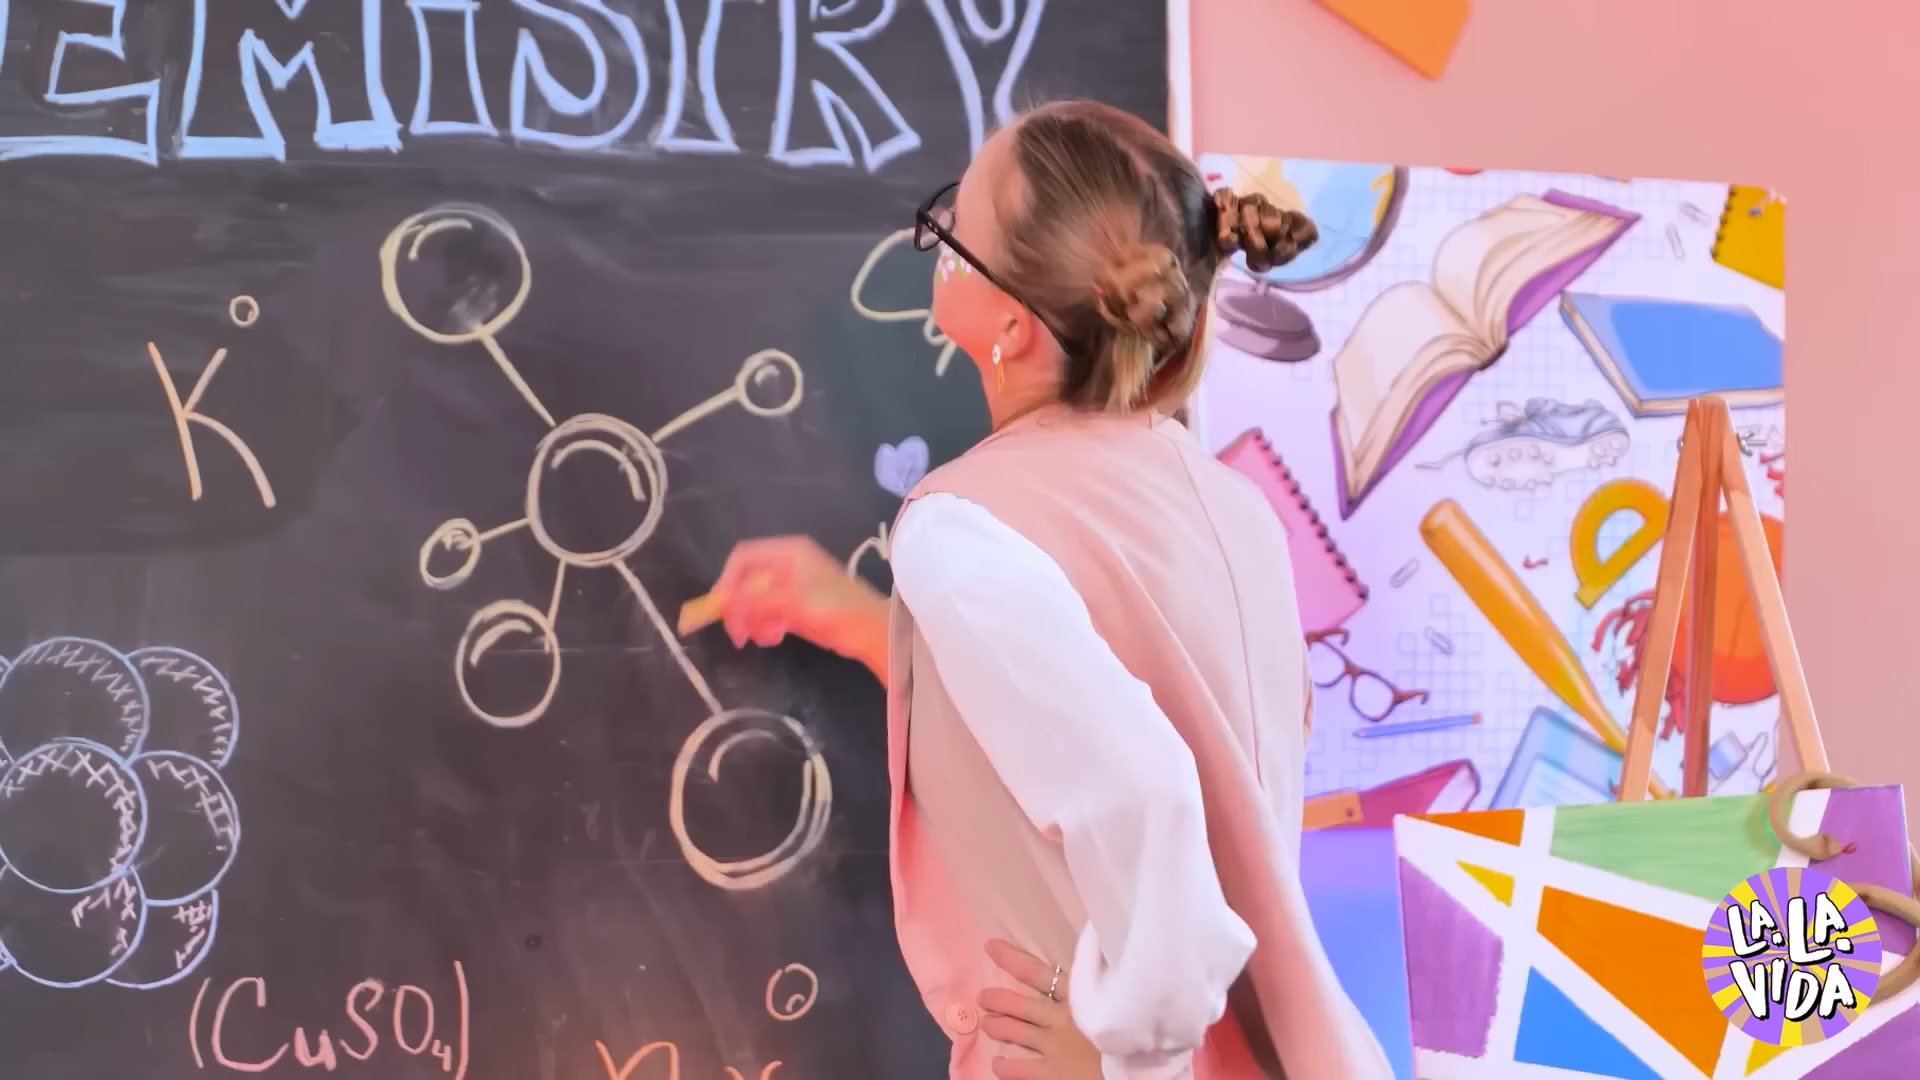 EMISTRY
K
(CuSO₄)
LA LA
VIDA